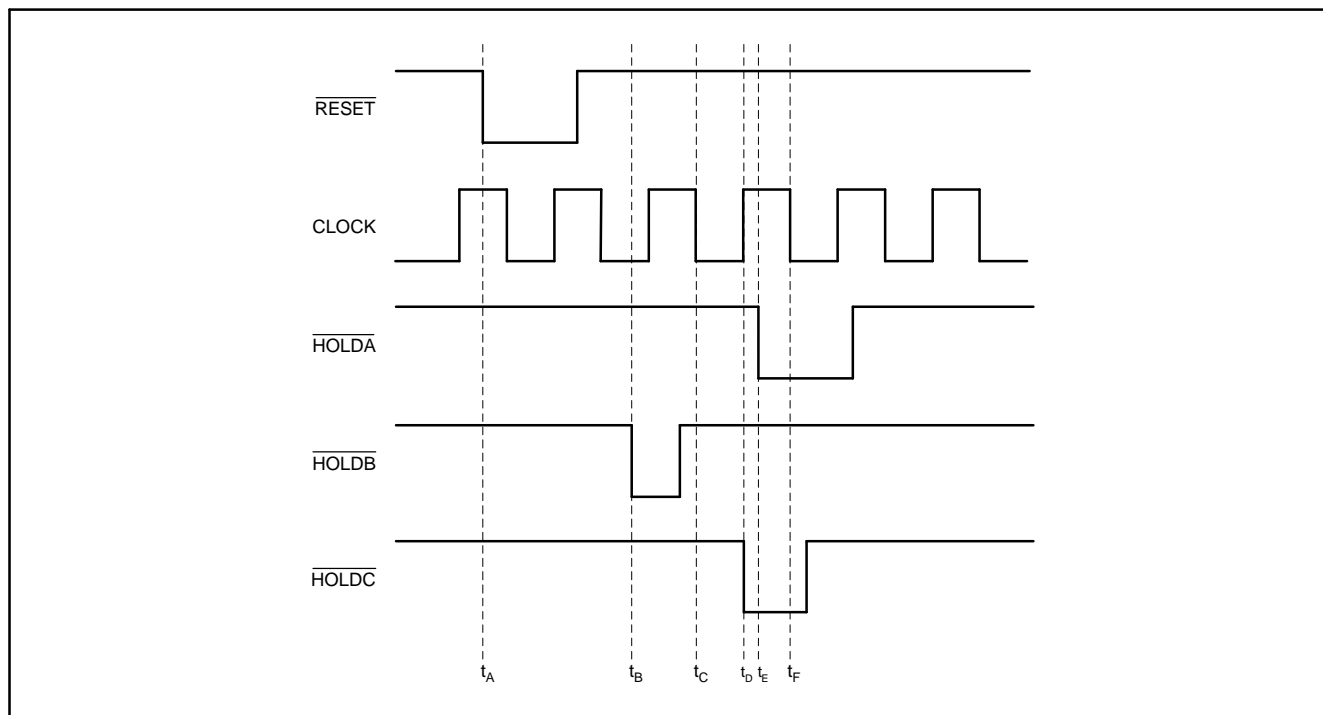 RESET
CLOCK
HOLDA
HOLDB
HOLDC
tA tB tC tD tE tF